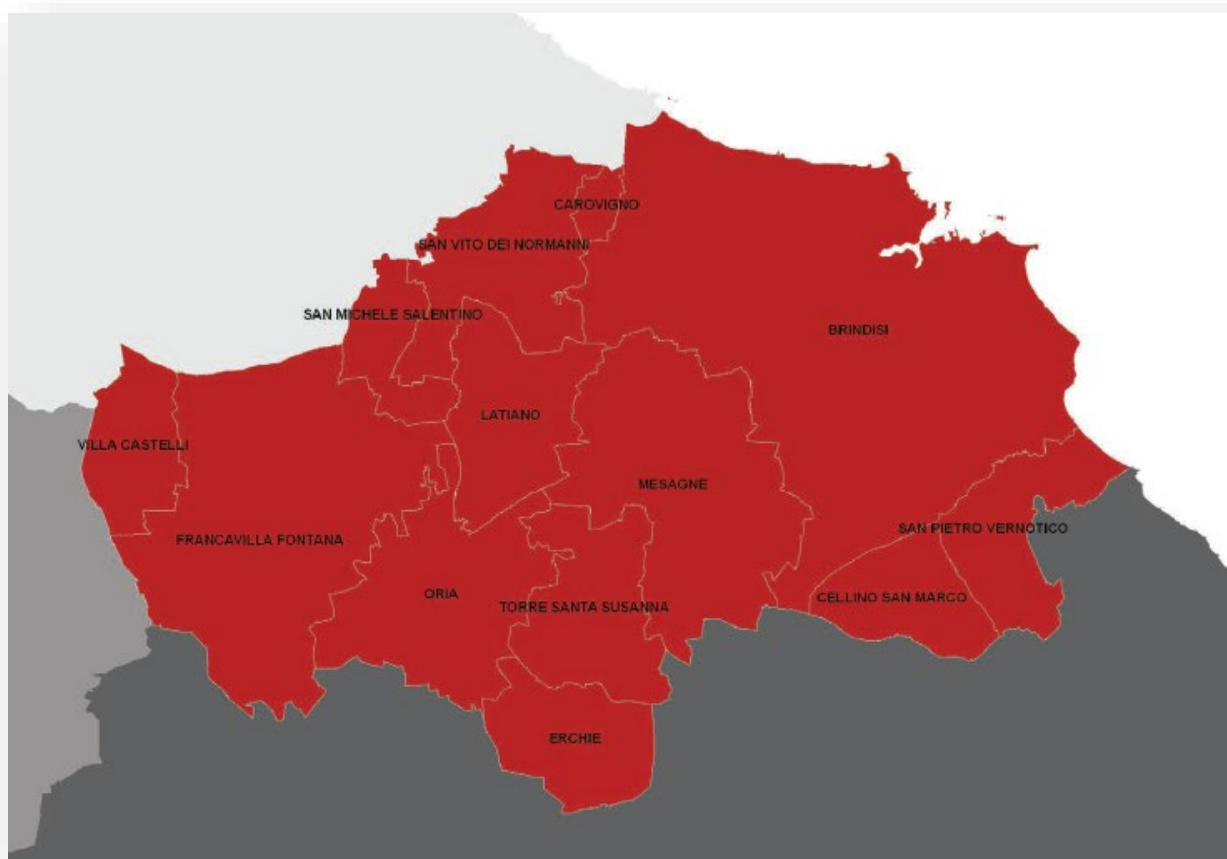 CAROVIGNO
SAN VITO DEI NORMANNI
SAN MICHELE SALENTINO
BRINDISI
LATIANO
VILLA CASTELLI
MESAGNE
SAN PIETRO VERNOTICO
FRANCAVILLA FONTANA
ORIA
CELLINO SAN MARCO
TORRE SANTA SUSANNA
ERCHIE